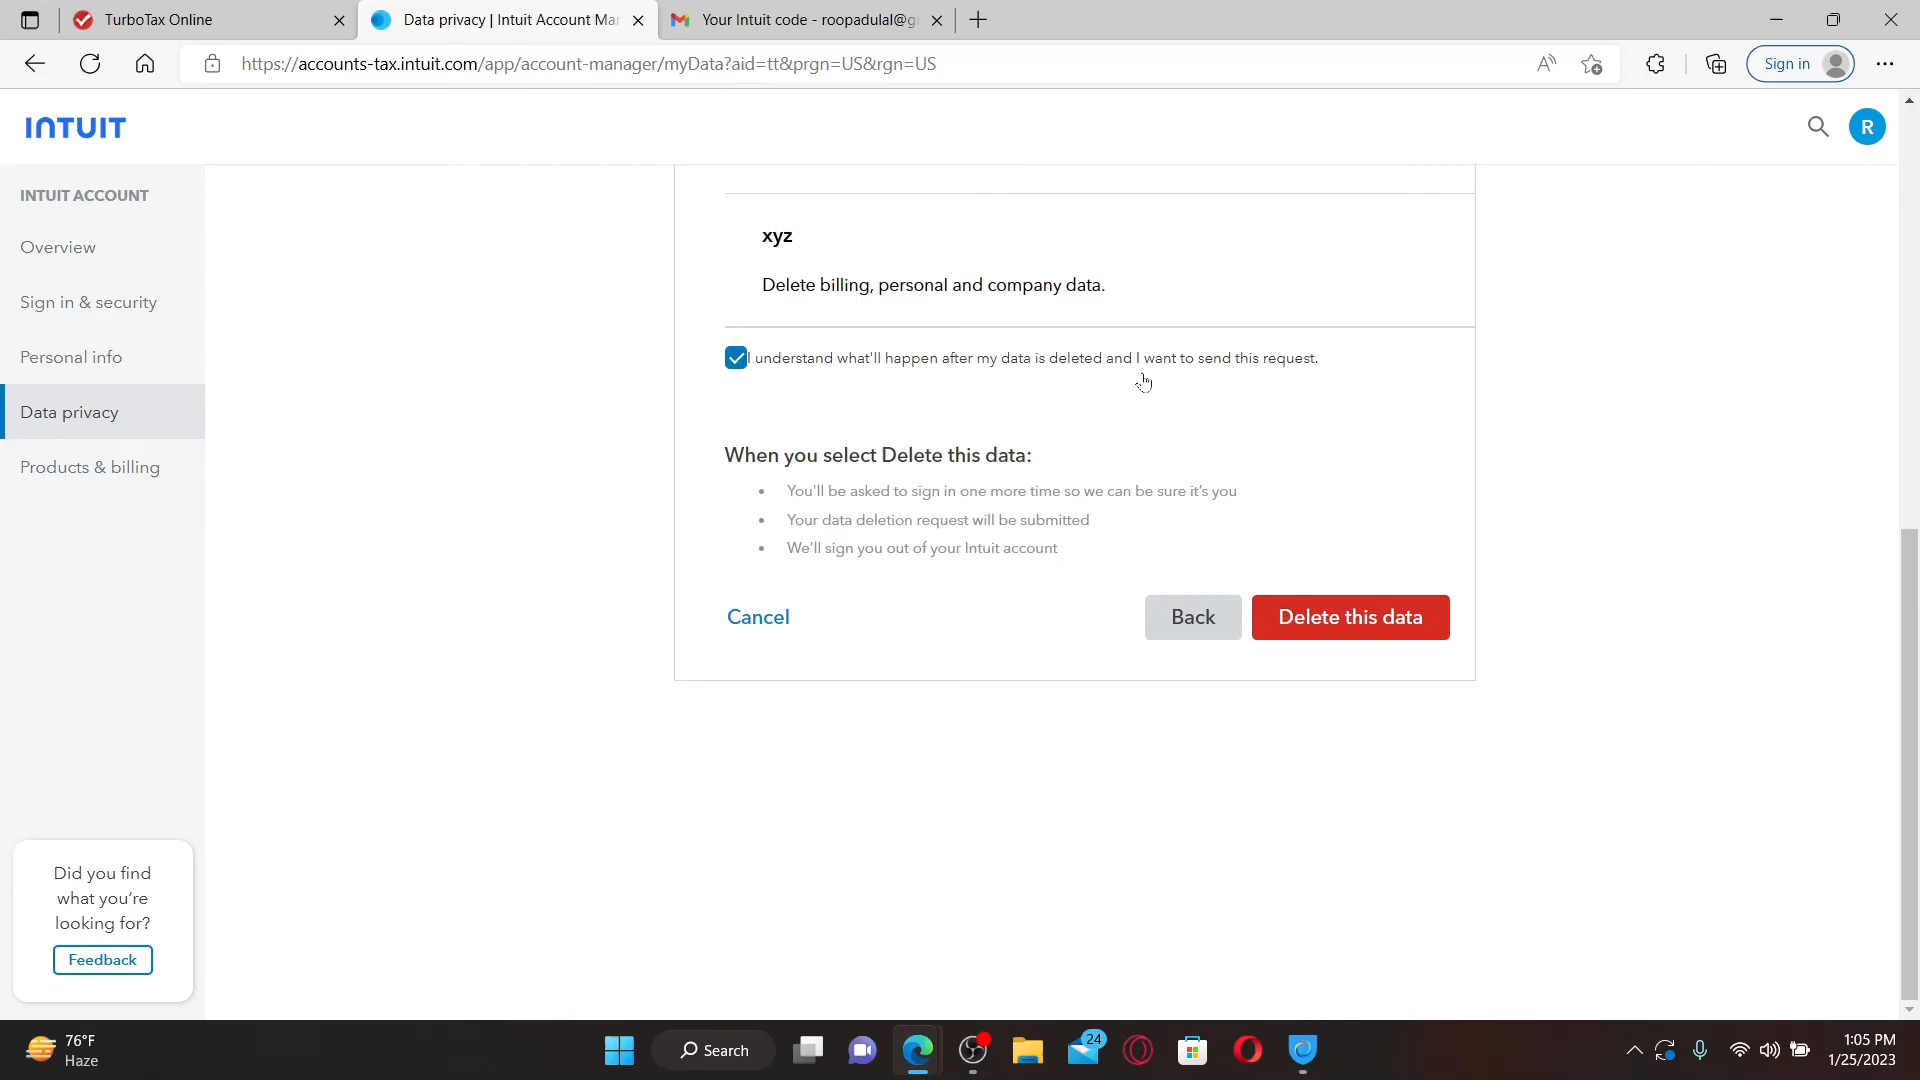 TurboTax Online
Data privacy | Intuit Account Ma
Your Intuit code - roopadulal@g
https://accounts-tax.intuit.com/app/account-manager/myData?aid=tt&prgn=US&rgn=US
Sign in
INTUIT
R
INTUIT ACCOUNT
Overview
Sign in & security
Personal info
Data privacy
Products & billing
xyz
Delete billing, personal and company data.
I understand what'll happen after my data is deleted and I want to send this request.
When you select Delete this data:
• You'll be asked to sign in one more time so we can be sure it's you
• Your data deletion request will be submitted
• We'll sign you out of your Intuit account
Cancel
Back
Delete this data
Did you find
what you're
looking for?
Feedback
76°F
Haze
Search
24
1:05 PM
1/25/2023